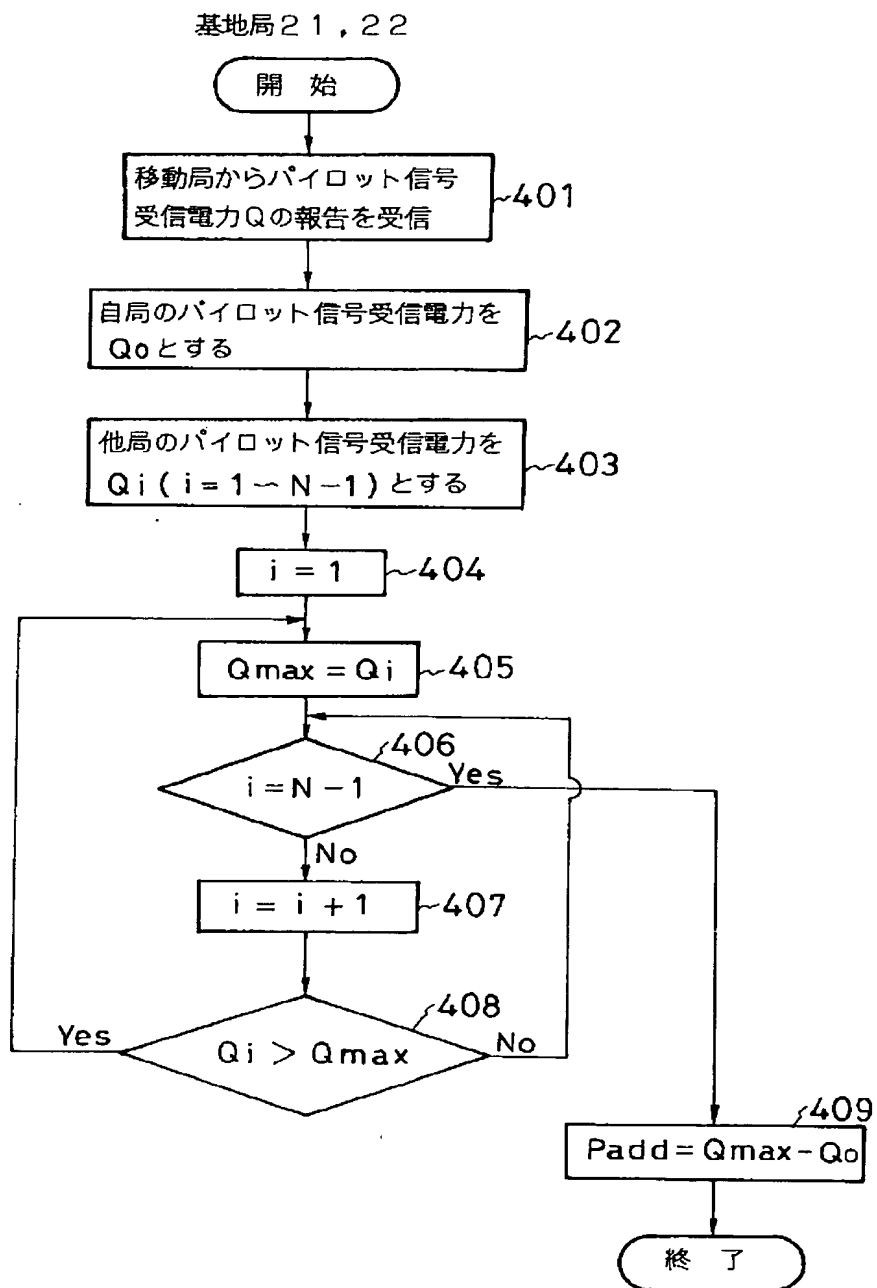 基地局21,22
開 始
移動局からパイロット信号
受信電力Qの報告を受信
401
自局のパイロット信号受信電力を
Qoとする
402
他局のパイロット信号受信電力を
Qi(i=1~N-1)とする
403
i=1
404
Qmax=Qi
405
406
i=N-1
Yes
No
i=i+1
407
408
Yes
Qi>Qmax
No
409
Padd=Qmax-Qo
終 了